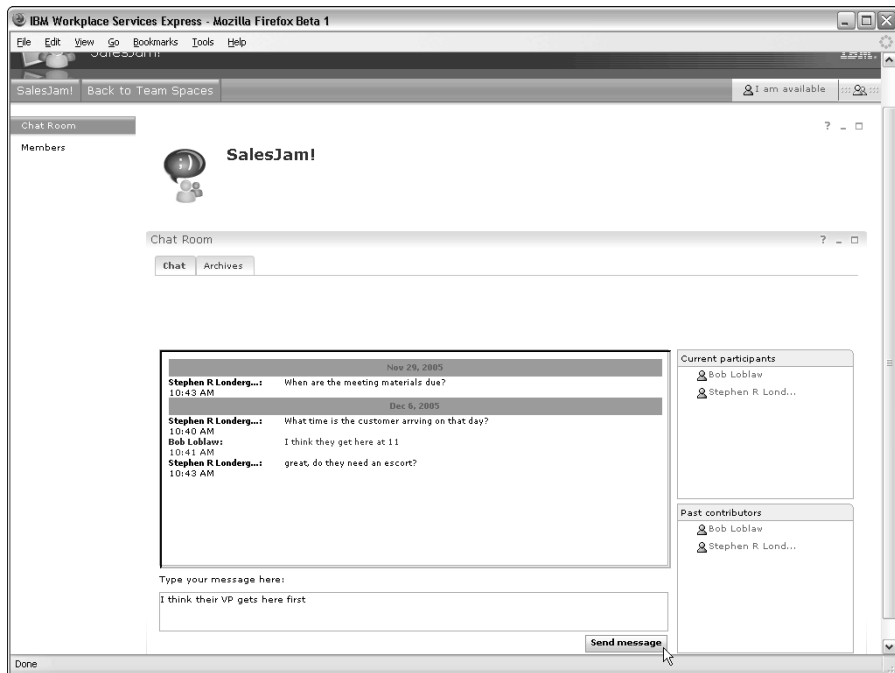 IBM Workplace Services Express - Mozilla Firefox Beta 1
File Edit View Go Bookmarks Tools Help
SalesJam!
IBM.
SalesJam! Back to Team Spaces
I am available
Chat Room
Members
? _
;)
SalesJam!
Chat Room
? _
Chat Archives
Nov 29, 2005
Stephen R Londerg...: When are the meeting materials due?
10:43 AM
Dec 6, 2005
Stephen R Londerg...: What time is the customer arrving on that day?
10:40 AM
Bob Loblaw: I think they get here at 11
10:41 AM
Stephen R Londerg...: great, do they need an escort?
10:43 AM
Current participants
Bob Loblaw
Stephen R Lond...
Past contributors
Bob Loblaw
Stephen R Lond...
Type your message here:
I think their VP gets here first
Send message
Done